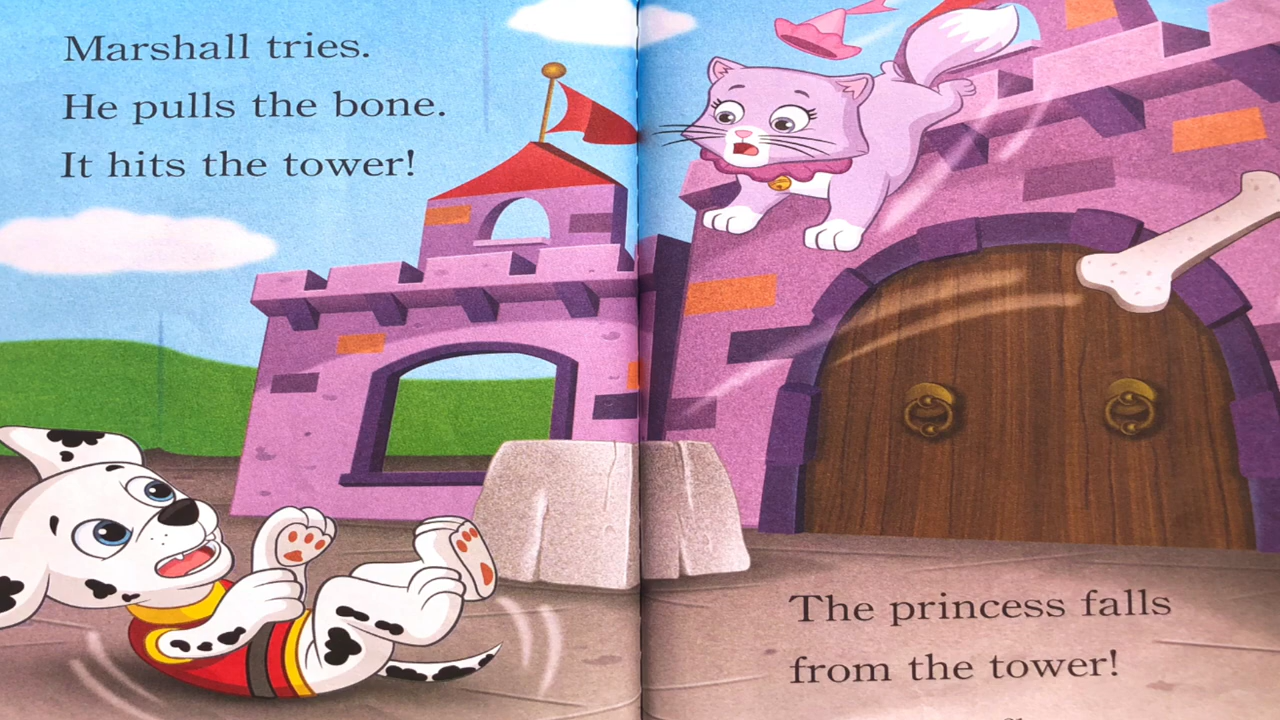 Marshall tries.
He pulls the bone.
It hits the tower!
The princess falls
from the tower!